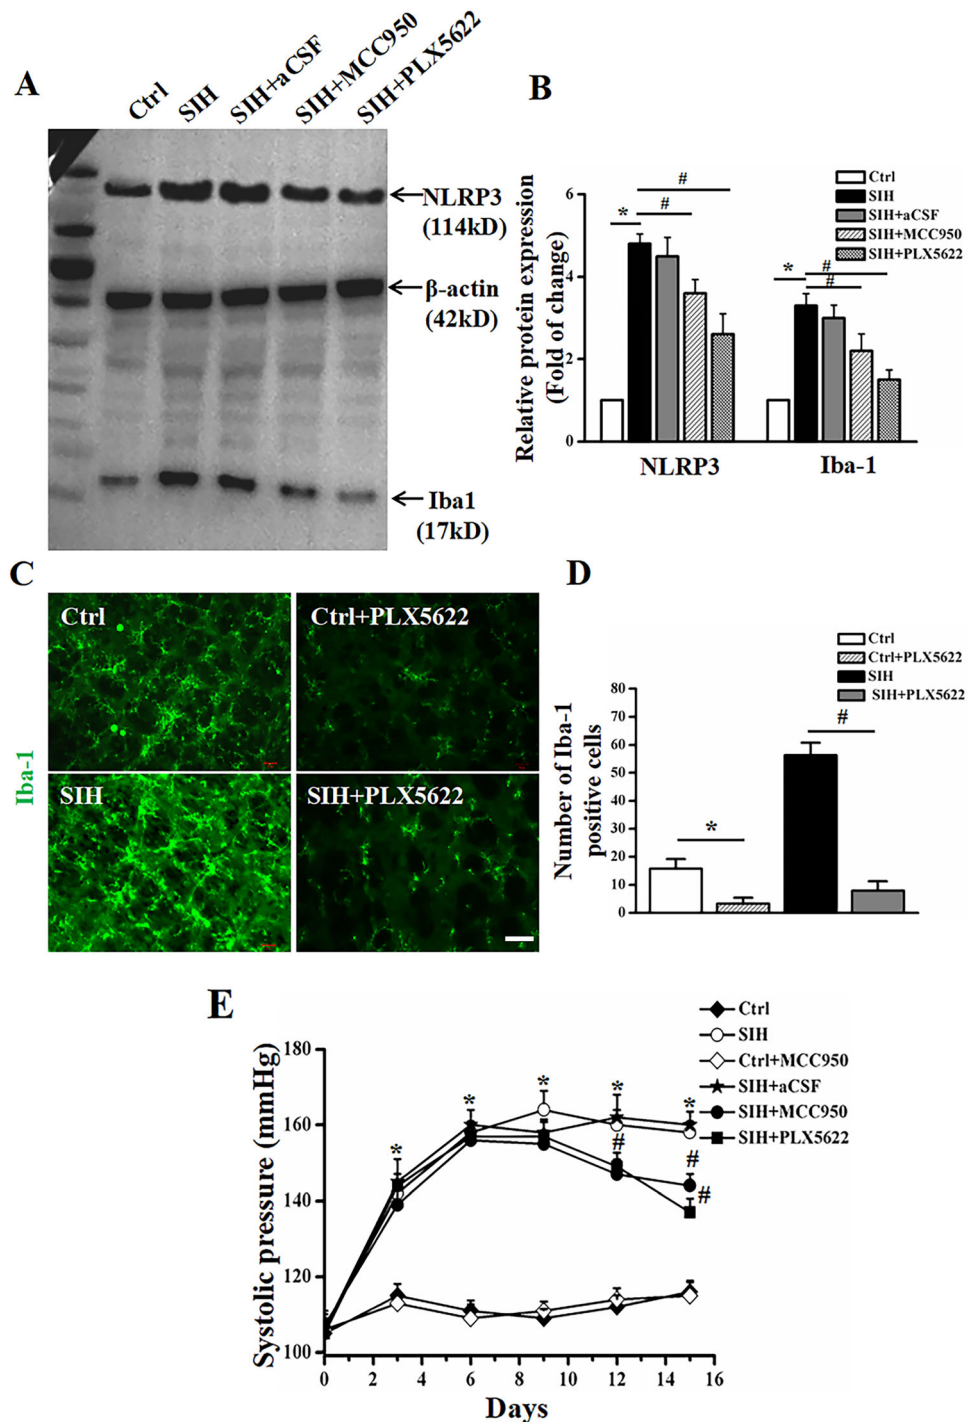 A
Ctrl
SIH
SIH+aCSF
SIH+MCC950
SIH+PLX5622
NLRP3
(114kD)
β-actin
(42kD)
Iba1
(17kD)
B
Relative protein expression
(Fold of change)
6
4
2
0
*
#
#
*
#
#
NLRP3
Iba-1
Ctrl
SIH
SIH+aCSF
SIH+MCC950
SIH+PLX5622
C
Iba-1
Ctrl
Ctrl+PLX5622
SIH
SIH+PLX5622
D
Ctrl
Ctrl+PLX5622
SIH
SIH+PLX5622
Number of Iba-1
positive cells
80
70
60
50
40
30
20
10
0
*
#
E
Ctrl
SIH
Ctrl+MCC950
SIH+aCSF
SIH+MCC950
SIH+PLX5622
Systolic pressure (mmHg)
180
160
140
120
100
*
*
*
*
*
#
#
#
0 2 4 6 8 10 12 14 16
Days